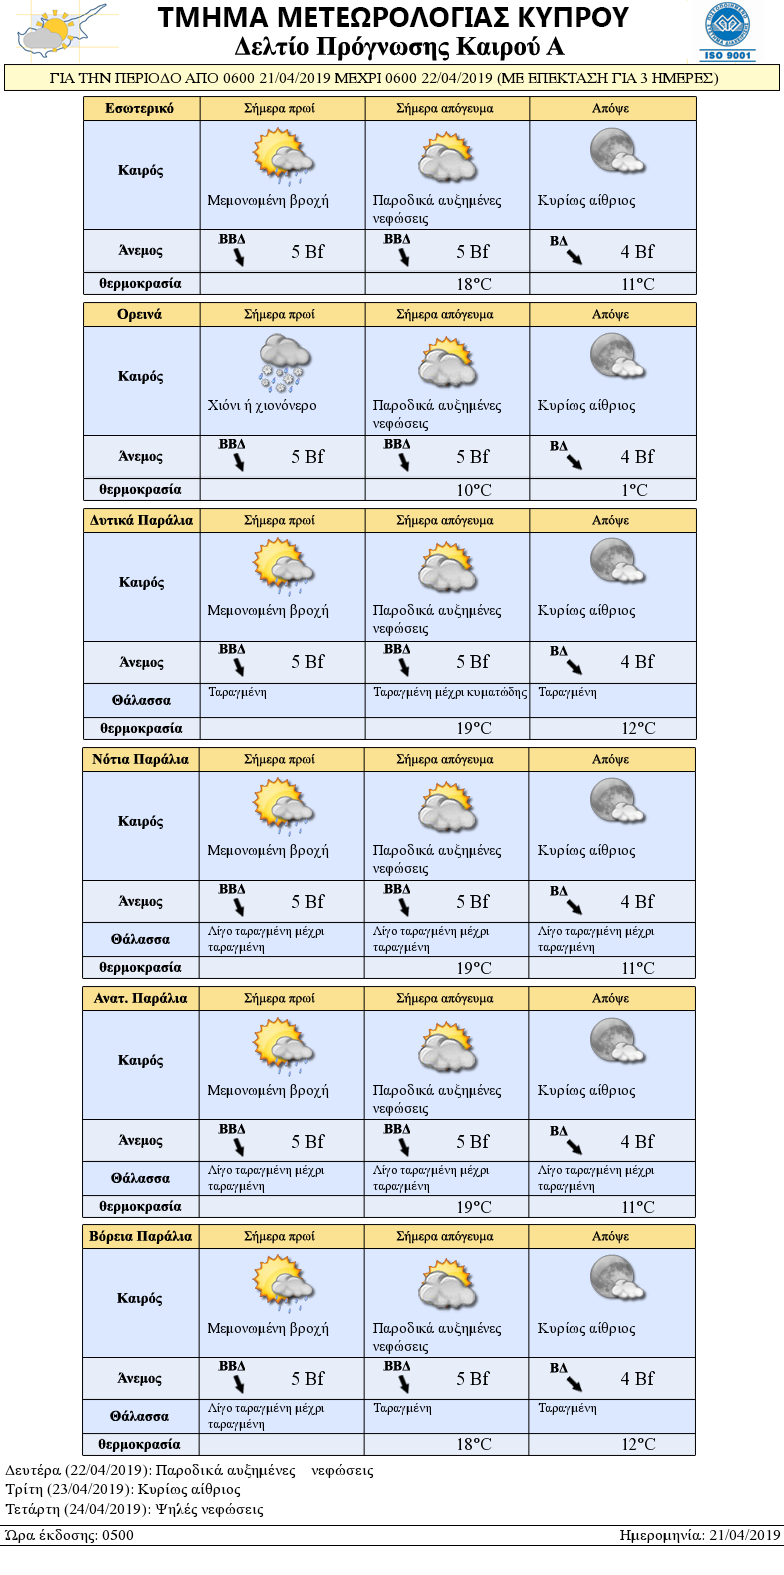 ΤΜΗΜΑ ΜΕΤΕΩΡΟΛΟΓΙΑΣ ΚΥΠΡΟΥ
Δελτίο Πρόγνωσης Καιρού Α
ISO 9001
ΓΙΑ ΤΗΝ ΠΕΡΙΟΔΟ ΑΠΟ 0600 21/04/2019 ΜΕΧΡΙ 0600 22/04/2019 (ΜΕ ΕΠΕΚΤΑΣΗ ΓΙΑ 3 ΗΜΕΡΕΣ)
Εσωτερικό Σήμερα πρωί Σήμερα απόγευμα Απόψε
Καιρός
Μεμονωμένη βροχή Παροδικά αυξημένες Κυρίως αίθριος
νεφώσεις
Άνεμος ΒΒΔ 5 Bf ΒΒΔ 5 Bf ΒΔ 4 Bf
θερμοκρασία 18°C 11°C
Ορεινά Σήμερα πρωί Σήμερα απόγευμα Απόψε
Καιρός
Χιόνι ή χιονόνερο Παροδικά αυξημένες Κυρίως αίθριος
νεφώσεις
Άνεμος ΒΒΔ 5 Bf ΒΒΔ 5 Bf ΒΔ 4 Bf
θερμοκρασία 10°C 1°C
Δυτικά Παράλια Σήμερα πρωί Σήμερα απόγευμα Απόψε
Καιρός
Μεμονωμένη βροχή Παροδικά αυξημένες Κυρίως αίθριος
νεφώσεις
Άνεμος ΒΒΔ 5 Bf ΒΒΔ 5 Bf ΒΔ 4 Bf
Θάλασσα Ταραγμένη Ταραγμένη μέχρι κυματώδης Ταραγμένη
θερμοκρασία 19°C 12°C
Νότια Παράλια Σήμερα πρωί Σήμερα απόγευμα Απόψε
Καιρός
Μεμονωμένη βροχή Παροδικά αυξημένες Κυρίως αίθριος
νεφώσεις
Άνεμος ΒΒΔ 5 Bf ΒΒΔ 5 Bf ΒΔ 4 Bf
Θάλασσα Λίγο ταραγμένη μέχρι Λίγο ταραγμένη μέχρι Λίγο ταραγμένη μέχρι
ταραγμένη ταραγμένη ταραγμένη
θερμοκρασία 19°C 11°C
Ανατ. Παράλια Σήμερα πρωί Σήμερα απόγευμα Απόψε
Καιρός
Μεμονωμένη βροχή Παροδικά αυξημένες Κυρίως αίθριος
νεφώσεις
Άνεμος ΒΒΔ 5 Bf ΒΒΔ 5 Bf ΒΔ 4 Bf
Θάλασσα Λίγο ταραγμένη μέχρι Λίγο ταραγμένη μέχρι Λίγο ταραγμένη μέχρι
ταραγμένη ταραγμένη ταραγμένη
θερμοκρασία 19°C 11°C
Βόρεια Παράλια Σήμερα πρωί Σήμερα απόγευμα Απόψε
Καιρός
Μεμονωμένη βροχή Παροδικά αυξημένες Κυρίως αίθριος
νεφώσεις
Άνεμος ΒΒΔ 5 Bf ΒΒΔ 5 Bf ΒΔ 4 Bf
Θάλασσα Λίγο ταραγμένη μέχρι Ταραγμένη Ταραγμένη
ταραγμένη
θερμοκρασία 18°C 12°C
Δευτέρα (22/04/2019): Παροδικά αυξημένες νεφώσεις
Τρίτη (23/04/2019): Κυρίως αίθριος
Τετάρτη (24/04/2019): Ψηλές νεφώσεις
Ώρα έκδοσης: 0500 Ημερομηνία: 21/04/2019